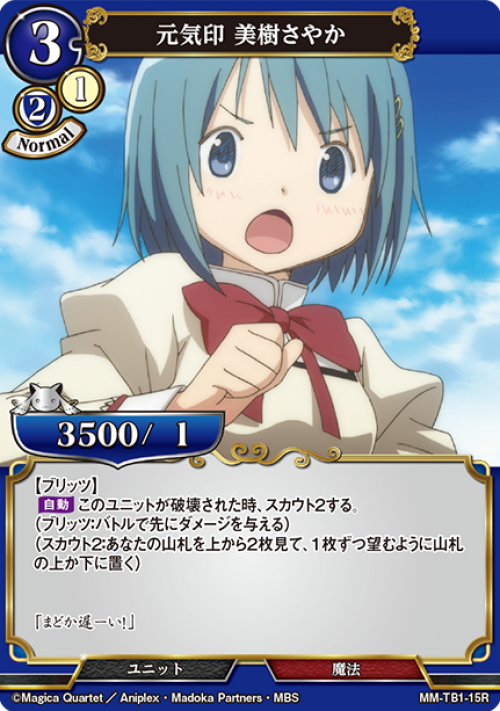 3
元気印 美樹さやか
2
1
Normal
3500/ 1
【ブリッツ】
自動 このユニットが破壊された時、スカウト2する。
(ブリッツ:バトルで先にダメージを与える)
(スカウト2:あなたの山札を上から2枚見て、1枚ずつ望むように山札
の上か下に置く)
「まどか遅ーい!」
ユニット
魔法
©Magica Quartet／Aniplex・Madoka Partners・MBS
MM-TB1-15R